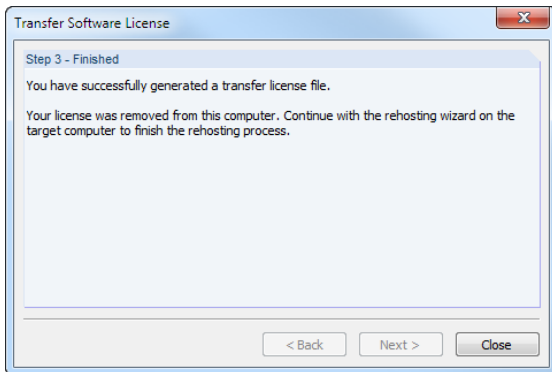 Transfer Software License
Step 3 - Finished
You have successfully generated a transfer license file.
Your license was removed from this computer. Continue with the rehosting wizard on the
target computer to finish the rehosting process.
< Back
Next >
Close